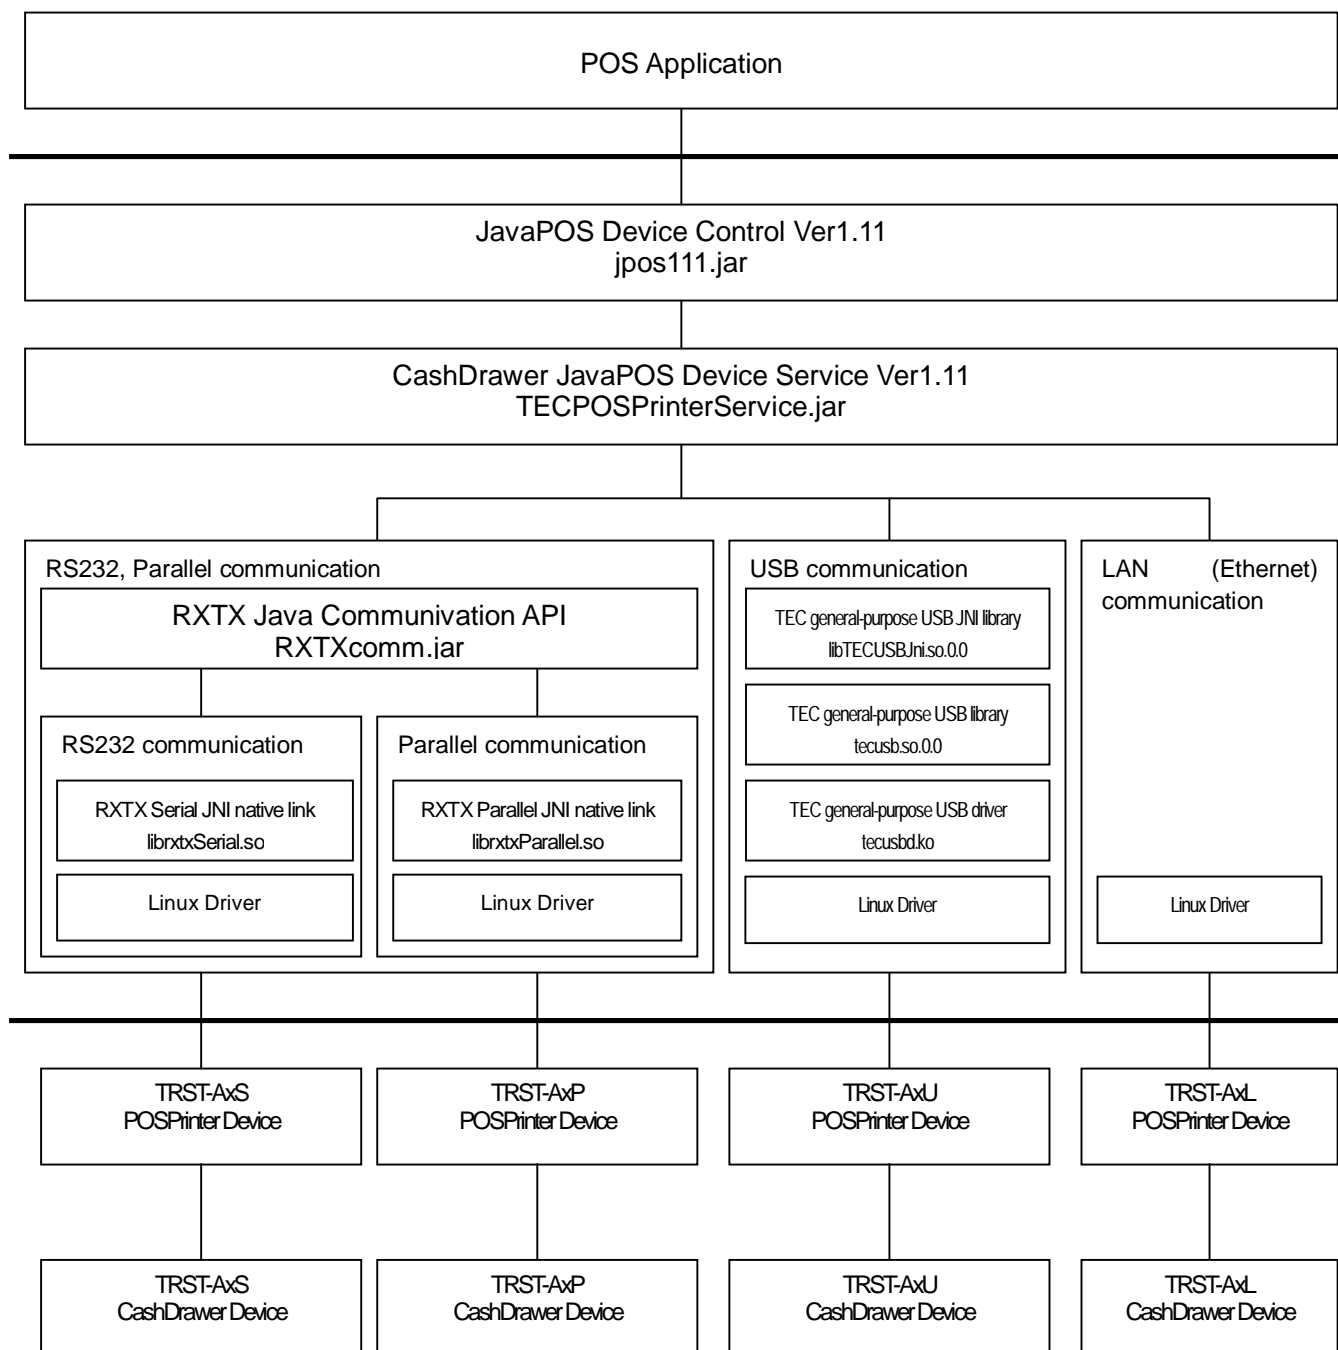 POS Application
JavaPOS Device Control Ver1.11
jpos111.jar
CashDrawer JavaPOS Device Service Ver1.11
TECPOSPrinterService.jar
RS232, Parallel communication
RXTX Java Communivation API
RXTXcomm.jar
RS232 communication
RXTX Serial JNI native link
librxtxSerial.so
Linux Driver
Parallel communication
RXTX Parallel JNI native link
librxtxParallel.so
Linux Driver
USB communication
TEC general-purpose USB JNI library
libTECUSBJni.so.0.0
TEC general-purpose USB library
tecusb.so.0.0
TEC general-purpose USB driver
tecusbd.ko
Linux Driver
LAN (Ethernet)
communication
Linux Driver
TRST-AxS
POSPrinter Device
TRST-AxP
POSPrinter Device
TRST-AxU
POSPrinter Device
TRST-AxL
POSPrinter Device
TRST-AxS
CashDrawer Device
TRST-AxP
CashDrawer Device
TRST-AxU
CashDrawer Device
TRST-AxL
CashDrawer Device